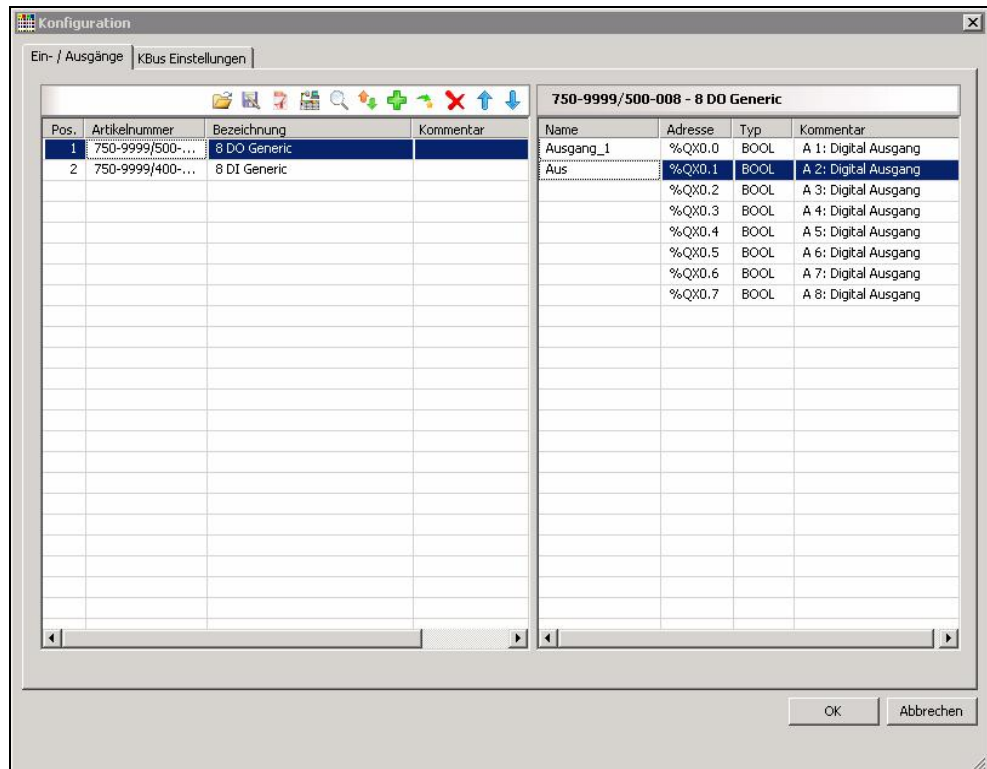 Konfiguration
Ein- / Ausgänge KBus Einstellungen
750-9999/500-008 - 8 DO Generic
Pos. Artikelnummer Bezeichnung Kommentar
1 750-9999/500-... 8 DO Generic
2 750-9999/400-... 8 DI Generic
Name Adresse Typ Kommentar
Ausgang_1 %QX0.0 BOOL A 1: Digital Ausgang
Aus %QX0.1 BOOL A 2: Digital Ausgang
%QX0.2 BOOL A 3: Digital Ausgang
%QX0.3 BOOL A 4: Digital Ausgang
%QX0.4 BOOL A 5: Digital Ausgang
%QX0.5 BOOL A 6: Digital Ausgang
%QX0.6 BOOL A 7: Digital Ausgang
%QX0.7 BOOL A 8: Digital Ausgang
OK Abbrechen